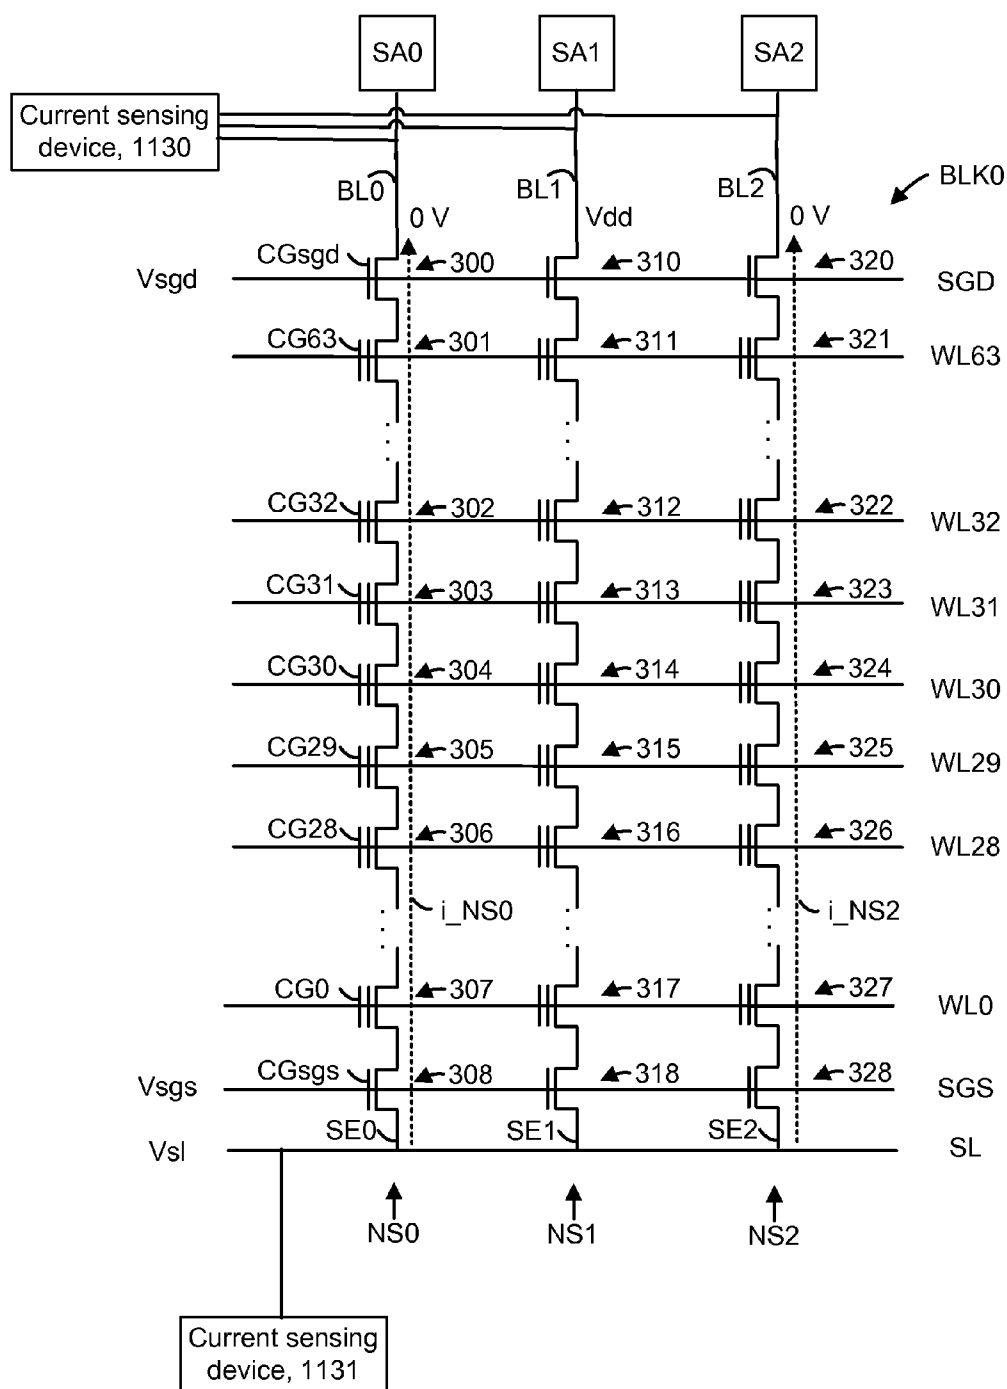 SA0 SA1 SA2
Current sensing
device, 1130
BL0 BL1 BL2 BLK0
0 V Vdd 0 V
CGsgd 300 310 320
Vsgd SGD
CG63 301 311 321 WL63
CG32 302 312 322 WL32
CG31 303 313 323 WL31
CG30 304 314 324 WL30
CG29 305 315 325 WL29
CG28 306 316 326 WL28
i_NS0 i_NS2
CG0 307 317 327 WL0
CGsgs 308 318 328
Vsgs SGS
SE0 SE1 SE2
Vsl SL
NS0 NS1 NS2
Current sensing
device, 1131